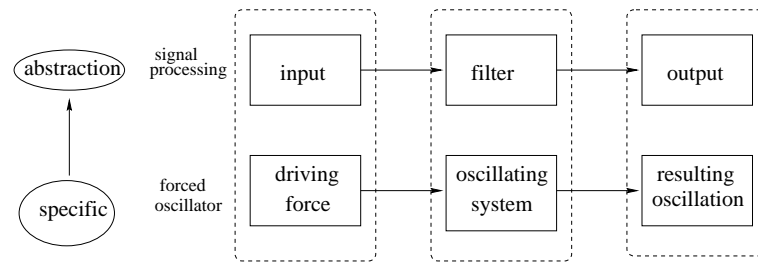 abstraction
signal
processing
input
filter
output
specific
forced
oscillator
driving
force
oscillating
system
resulting
oscillation